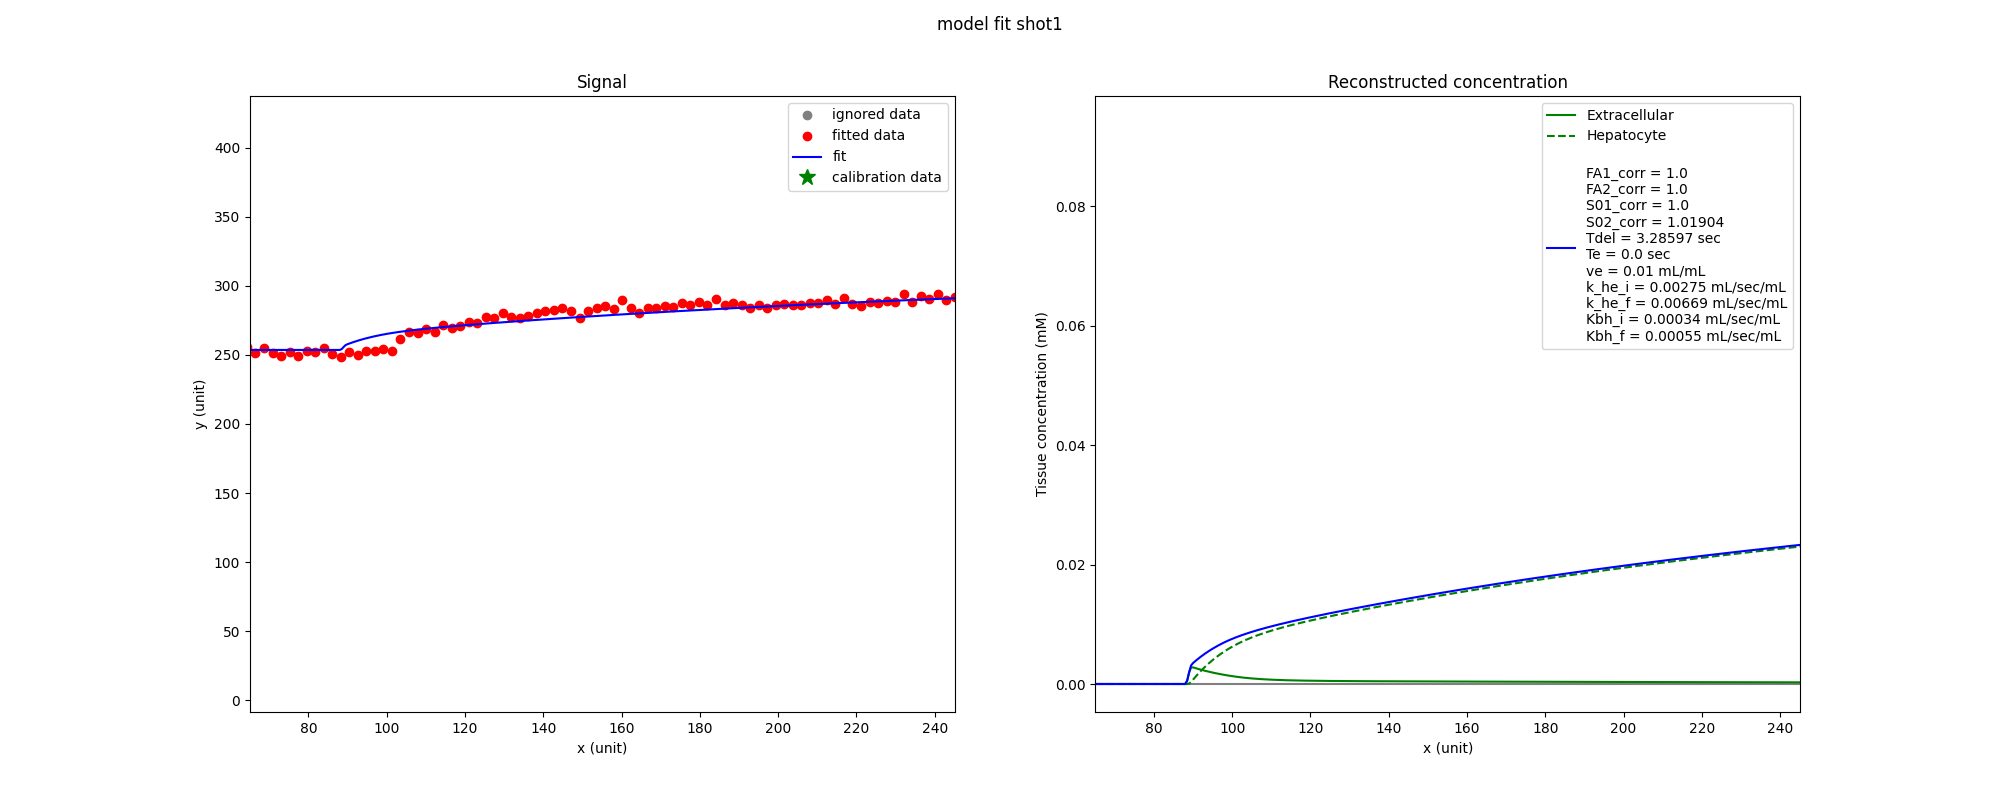 model fit shot1
Signal
ignored data
fitted data
fit
calibration data
400
350
300
250
200
150
100
50
0
y (unit)
80 100 120 140 160 180 200 220 240
x (unit)
Reconstructed concentration
Extracellular
Hepatocyte
FA1_corr = 1.0
FA2_corr = 1.0
S01_corr = 1.0
S02_corr = 1.01904
Tdel = 3.28597 sec
Te = 0.0 sec
ve = 0.01 mL/mL
k_he_i = 0.00275 mL/sec/mL
k_he_f = 0.00669 mL/sec/mL
Kbh_i = 0.00034 mL/sec/mL
Kbh_f = 0.00055 mL/sec/mL
0.08
0.06
0.04
0.02
0.00
Tissue concentration (mM)
80 100 120 140 160 180 200 220 240
x (unit)